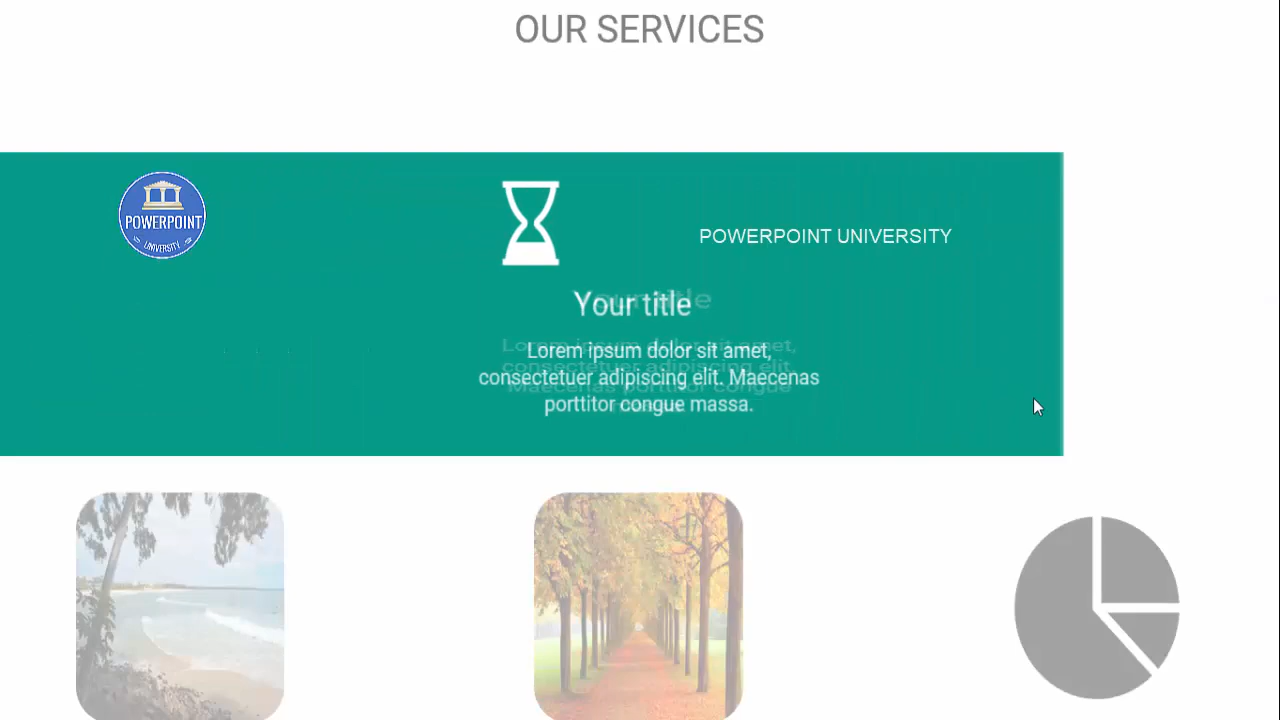 OUR SERVICES
POWERPOINT
UNIVERSITY
POWERPOINT UNIVERSITY
Your title
Lorem ipsum dolor sit amet,
consectetuer adipiscing elit. Maecenas
porttitor congue massa.